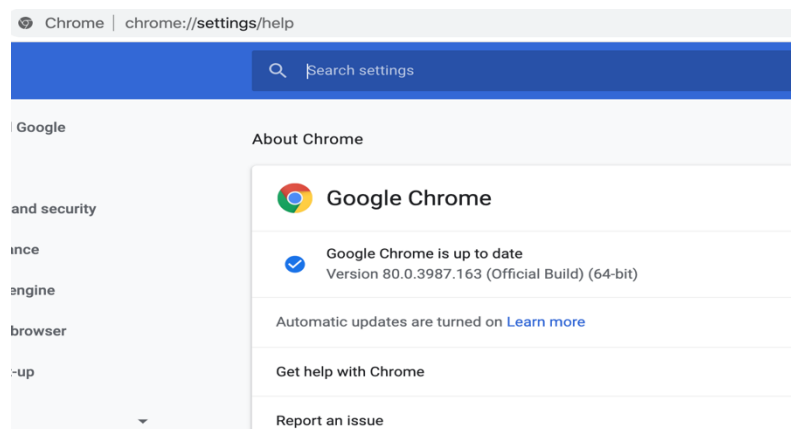 Chrome | chrome://settings/help
Search settings
Google
and security
engine
browser
-up
About Chrome
Google Chrome
Google Chrome is up to date
Version 80.0.3987.163 (Official Build) (64-bit)
Automatic updates are turned on Learn more
Get help with Chrome
Report an issue